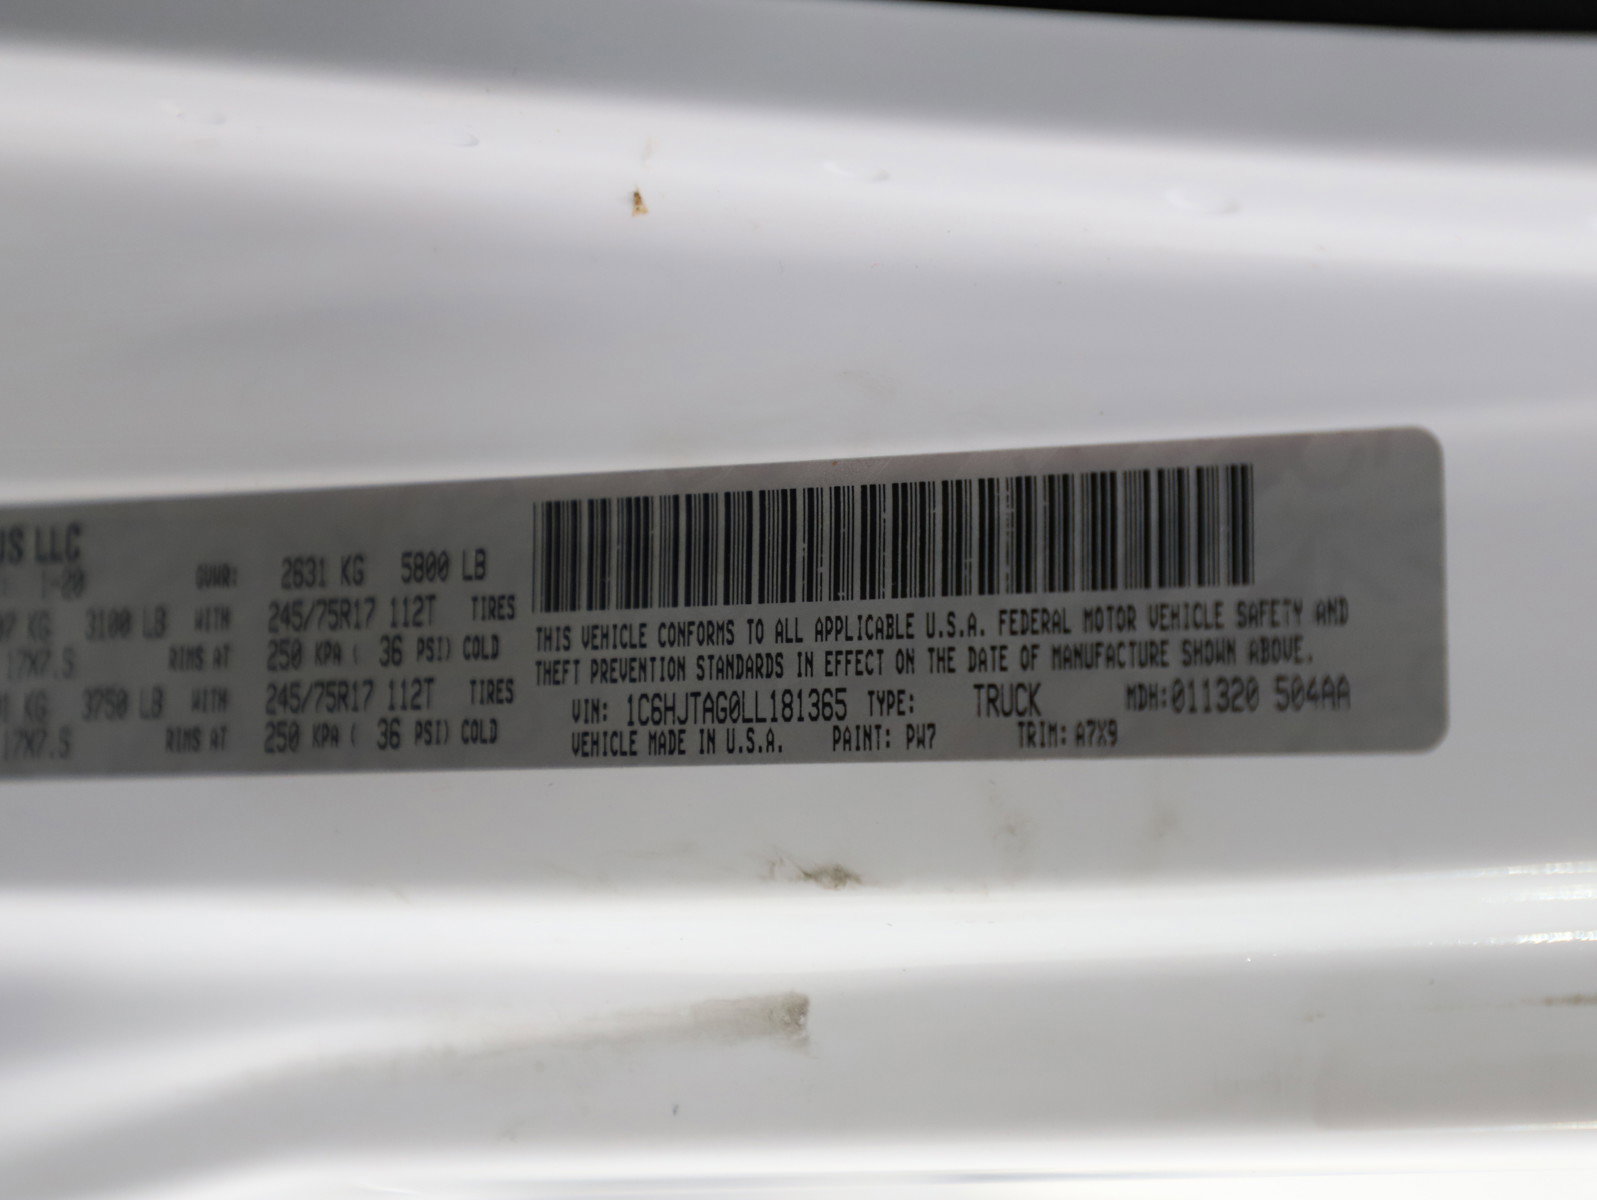 US LLC
1-20
GVWR: 2631 KG 5800 LB
KG 3100 LB WITH 245/75R17 112T TIRES
17X7.5 RIMS AT 250 KPA ( 36 PSI) COLD
KG 3750 LB WITH 245/75R17 112T TIRES
17X7.5 RIMS AT 250 KPA ( 36 PSI) COLD
THIS VEHICLE CONFORMS TO ALL APPLICABLE U.S.A. FEDERAL MOTOR VEHICLE SAFETY AND
THEFT PREVENTION STANDARDS IN EFFECT ON THE DATE OF MANUFACTURE SHOWN ABOVE.
VIN: 1C6HJTAG0LL181365 TYPE: TRUCK MDH:011320 504AA
VEHICLE MADE IN U.S.A. PAINT: PW7 TRIM: A7X9